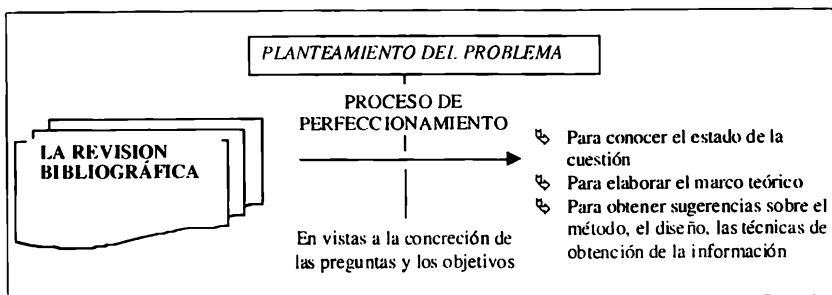 PLANTEAMIENTO DEL PROBLEMA
PROCESO DE
PERFECCIONAMIENTO
LA REVISION
BIBLIOGRÁFICA
Para conocer el estado de la
cuestión
Para elaborar el marco teórico
Para obtener sugerencias sobre el
método, el diseño, las técnicas de
obtención de la información
En vistas a la concreción de
las preguntas y los objetivos